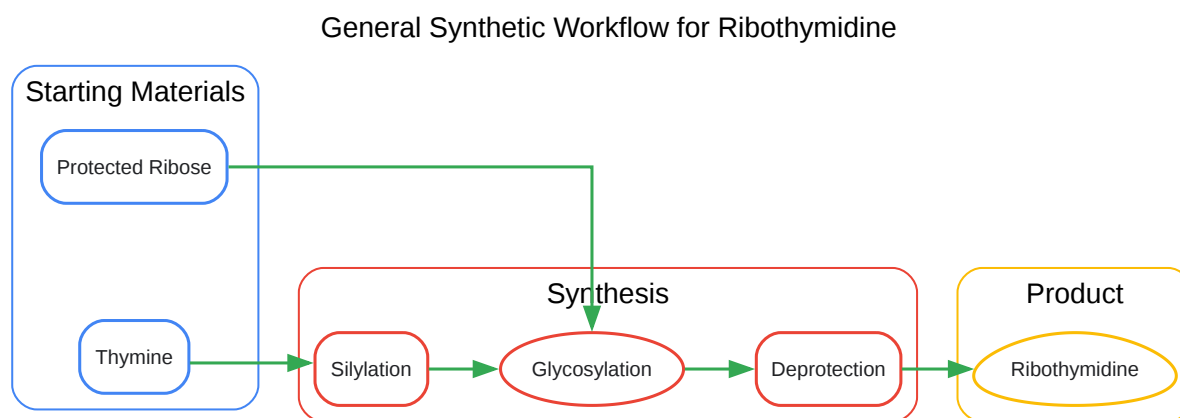 General Synthetic Workflow for Ribothymidine
Starting Materials
Protected Ribose
Thymine
Synthesis
Silylation
Glycosylation
Deprotection
Product
Ribothymidine